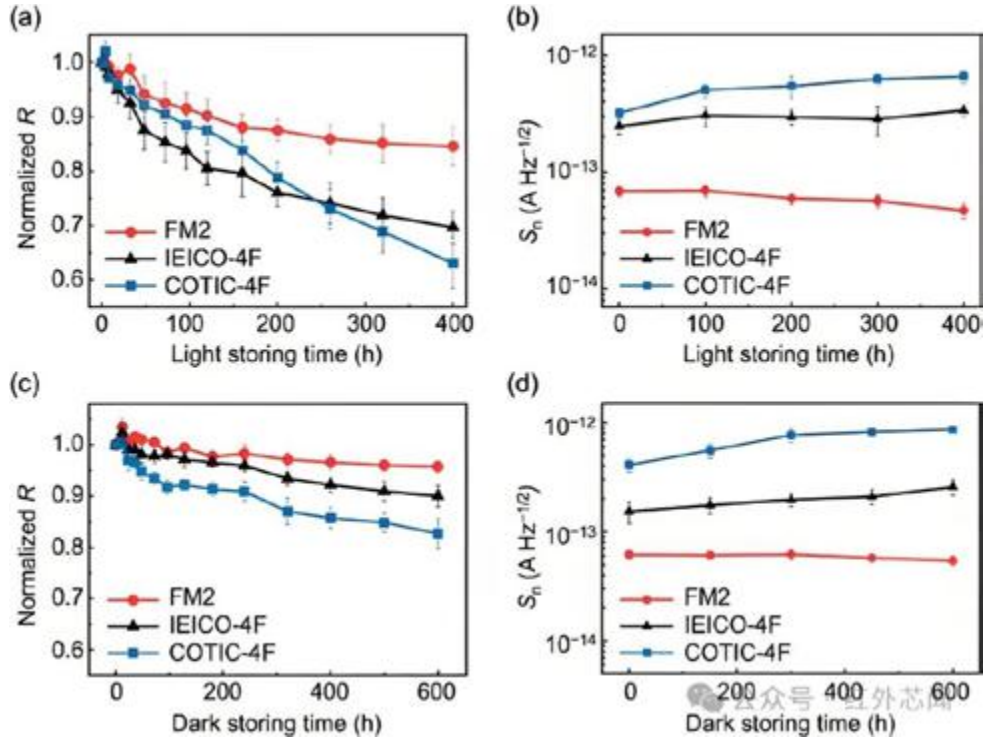 (a)
Normalized R
1.0
0.9
0.8
0.7
0.6
FM2
IEICO-4F
COTIC-4F
0 100 200 300 400
Light storing time (h)
(b)
Sn (A Hz−1/2)
10−12
10−13
10−14
FM2
IEICO-4F
COTIC-4F
0 100 200 300 400
Light storing time (h)
(c)
Normalized R
1.0
0.9
0.8
0.7
0.6
FM2
IEICO-4F
COTIC-4F
0 200 400 600
Dark storing time (h)
(d)
Sn (A Hz−1/2)
10−12
10−13
10−14
FM2
IEICO-4F
COTIC-4F
0 200 400 600
Dark storing time (h)
公众号 · 红外芯闻